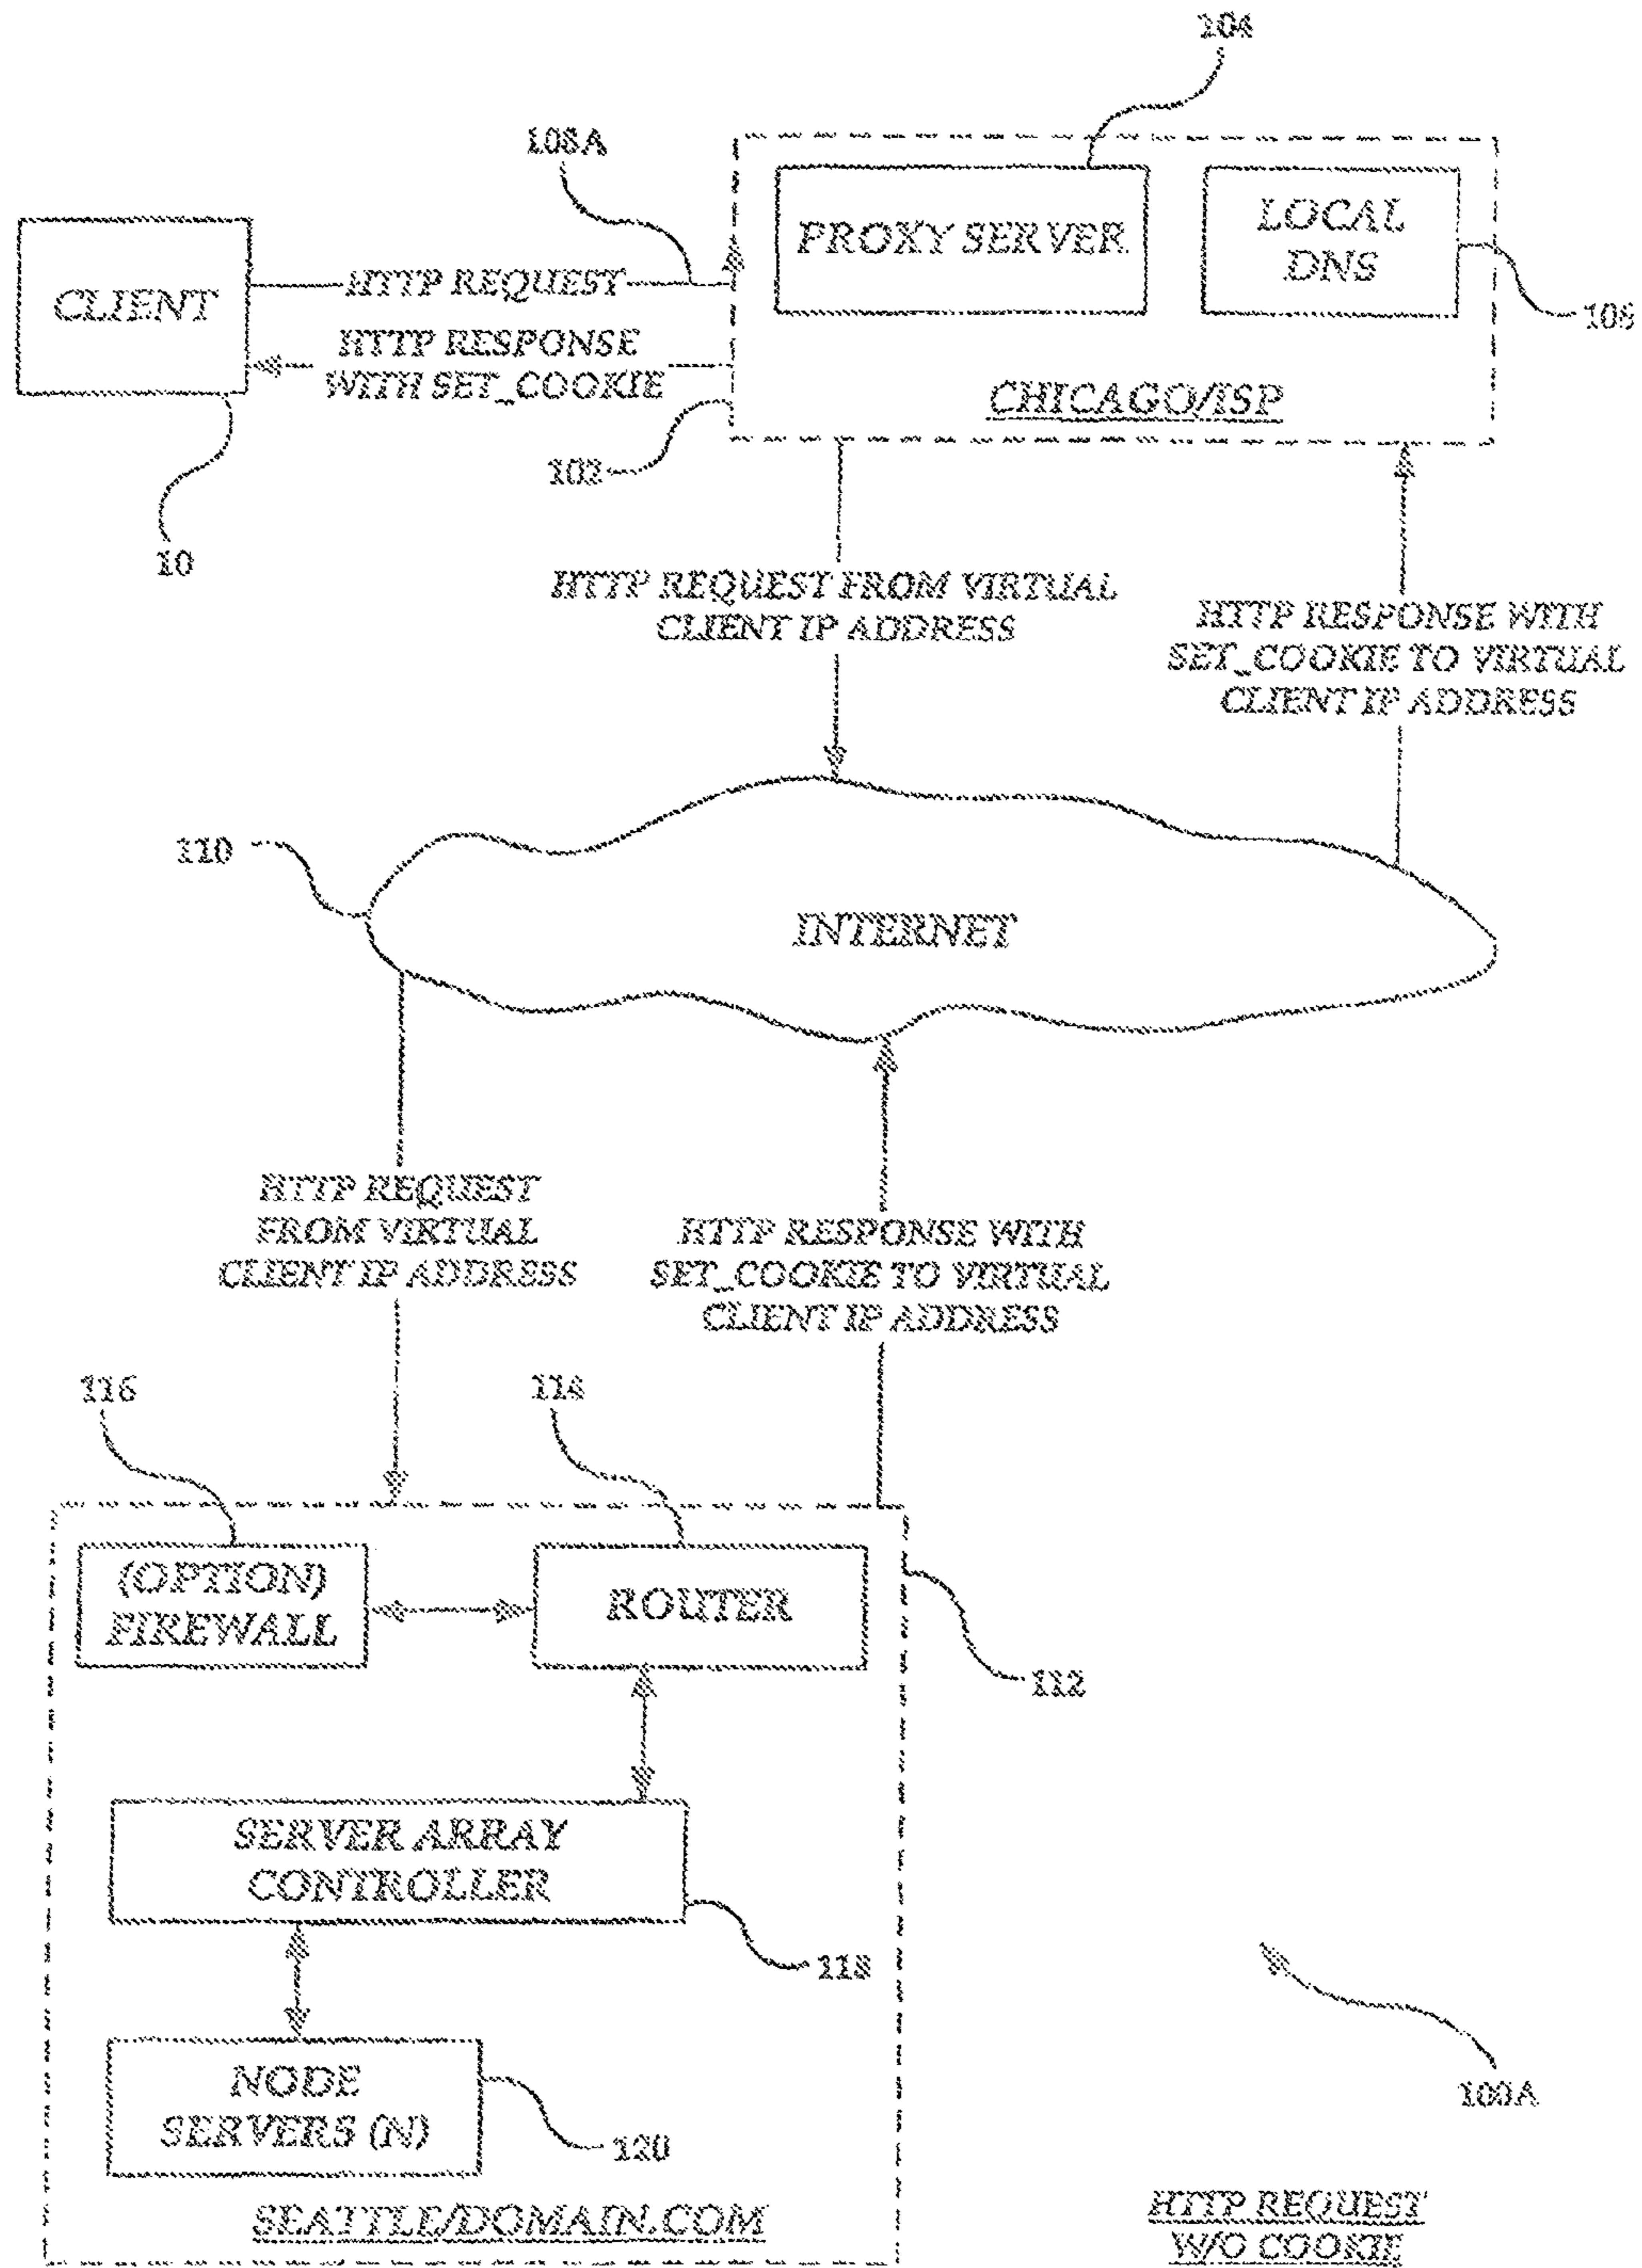 104
108A
PROXY SERVER
LOCAL
DNS
CLIENT
HTTP REQUEST
106
HTTP RESPONSE
WITH SET_COOKIE
CHICAGO/ISP
102
10
HTTP REQUEST FROM VIRTUAL
CLIENT IP ADDRESS
HTTP RESPONSE WITH
SET_COOKIE TO VIRTUAL
CLIENT IP ADDRESS
110
INTERNET
HTTP REQUEST
FROM VIRTUAL
CLIENT IP ADDRESS
HTTP RESPONSE WITH
SET_COOKIE TO VIRTUAL
CLIENT IP ADDRESS
116
114
(OPTION)
FIREWALL
ROUTER
112
SERVER ARRAY
CONTROLLER
118
NODE
SERVERS (N)
120
100A
SEATTLE/DOMAIN.COM
HTTP REQUEST
W/O COOKIE